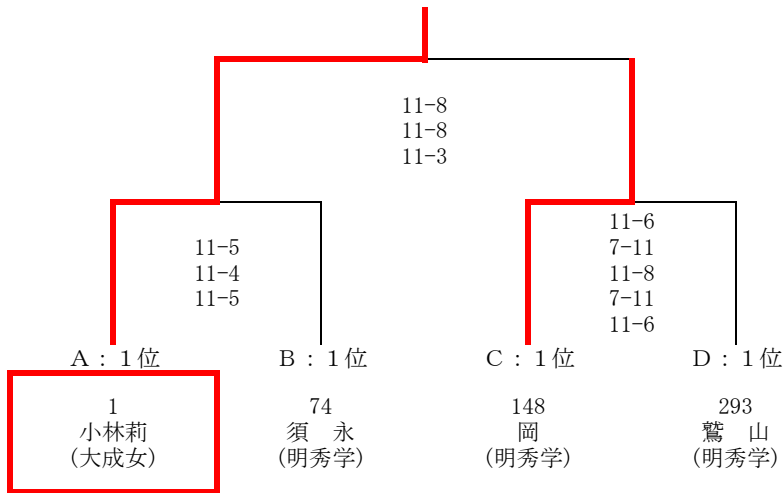 11-8
11-8
11-3
11-5
11-4
11-5
11-6
7-11
11-8
7-11
11-6
A：1位
B：1位
C：1位
D：1位
1
小林莉
(大成女)
74
須　永
(明秀学)
148
岡
(明秀学)
293
鷲　山
(明秀学)